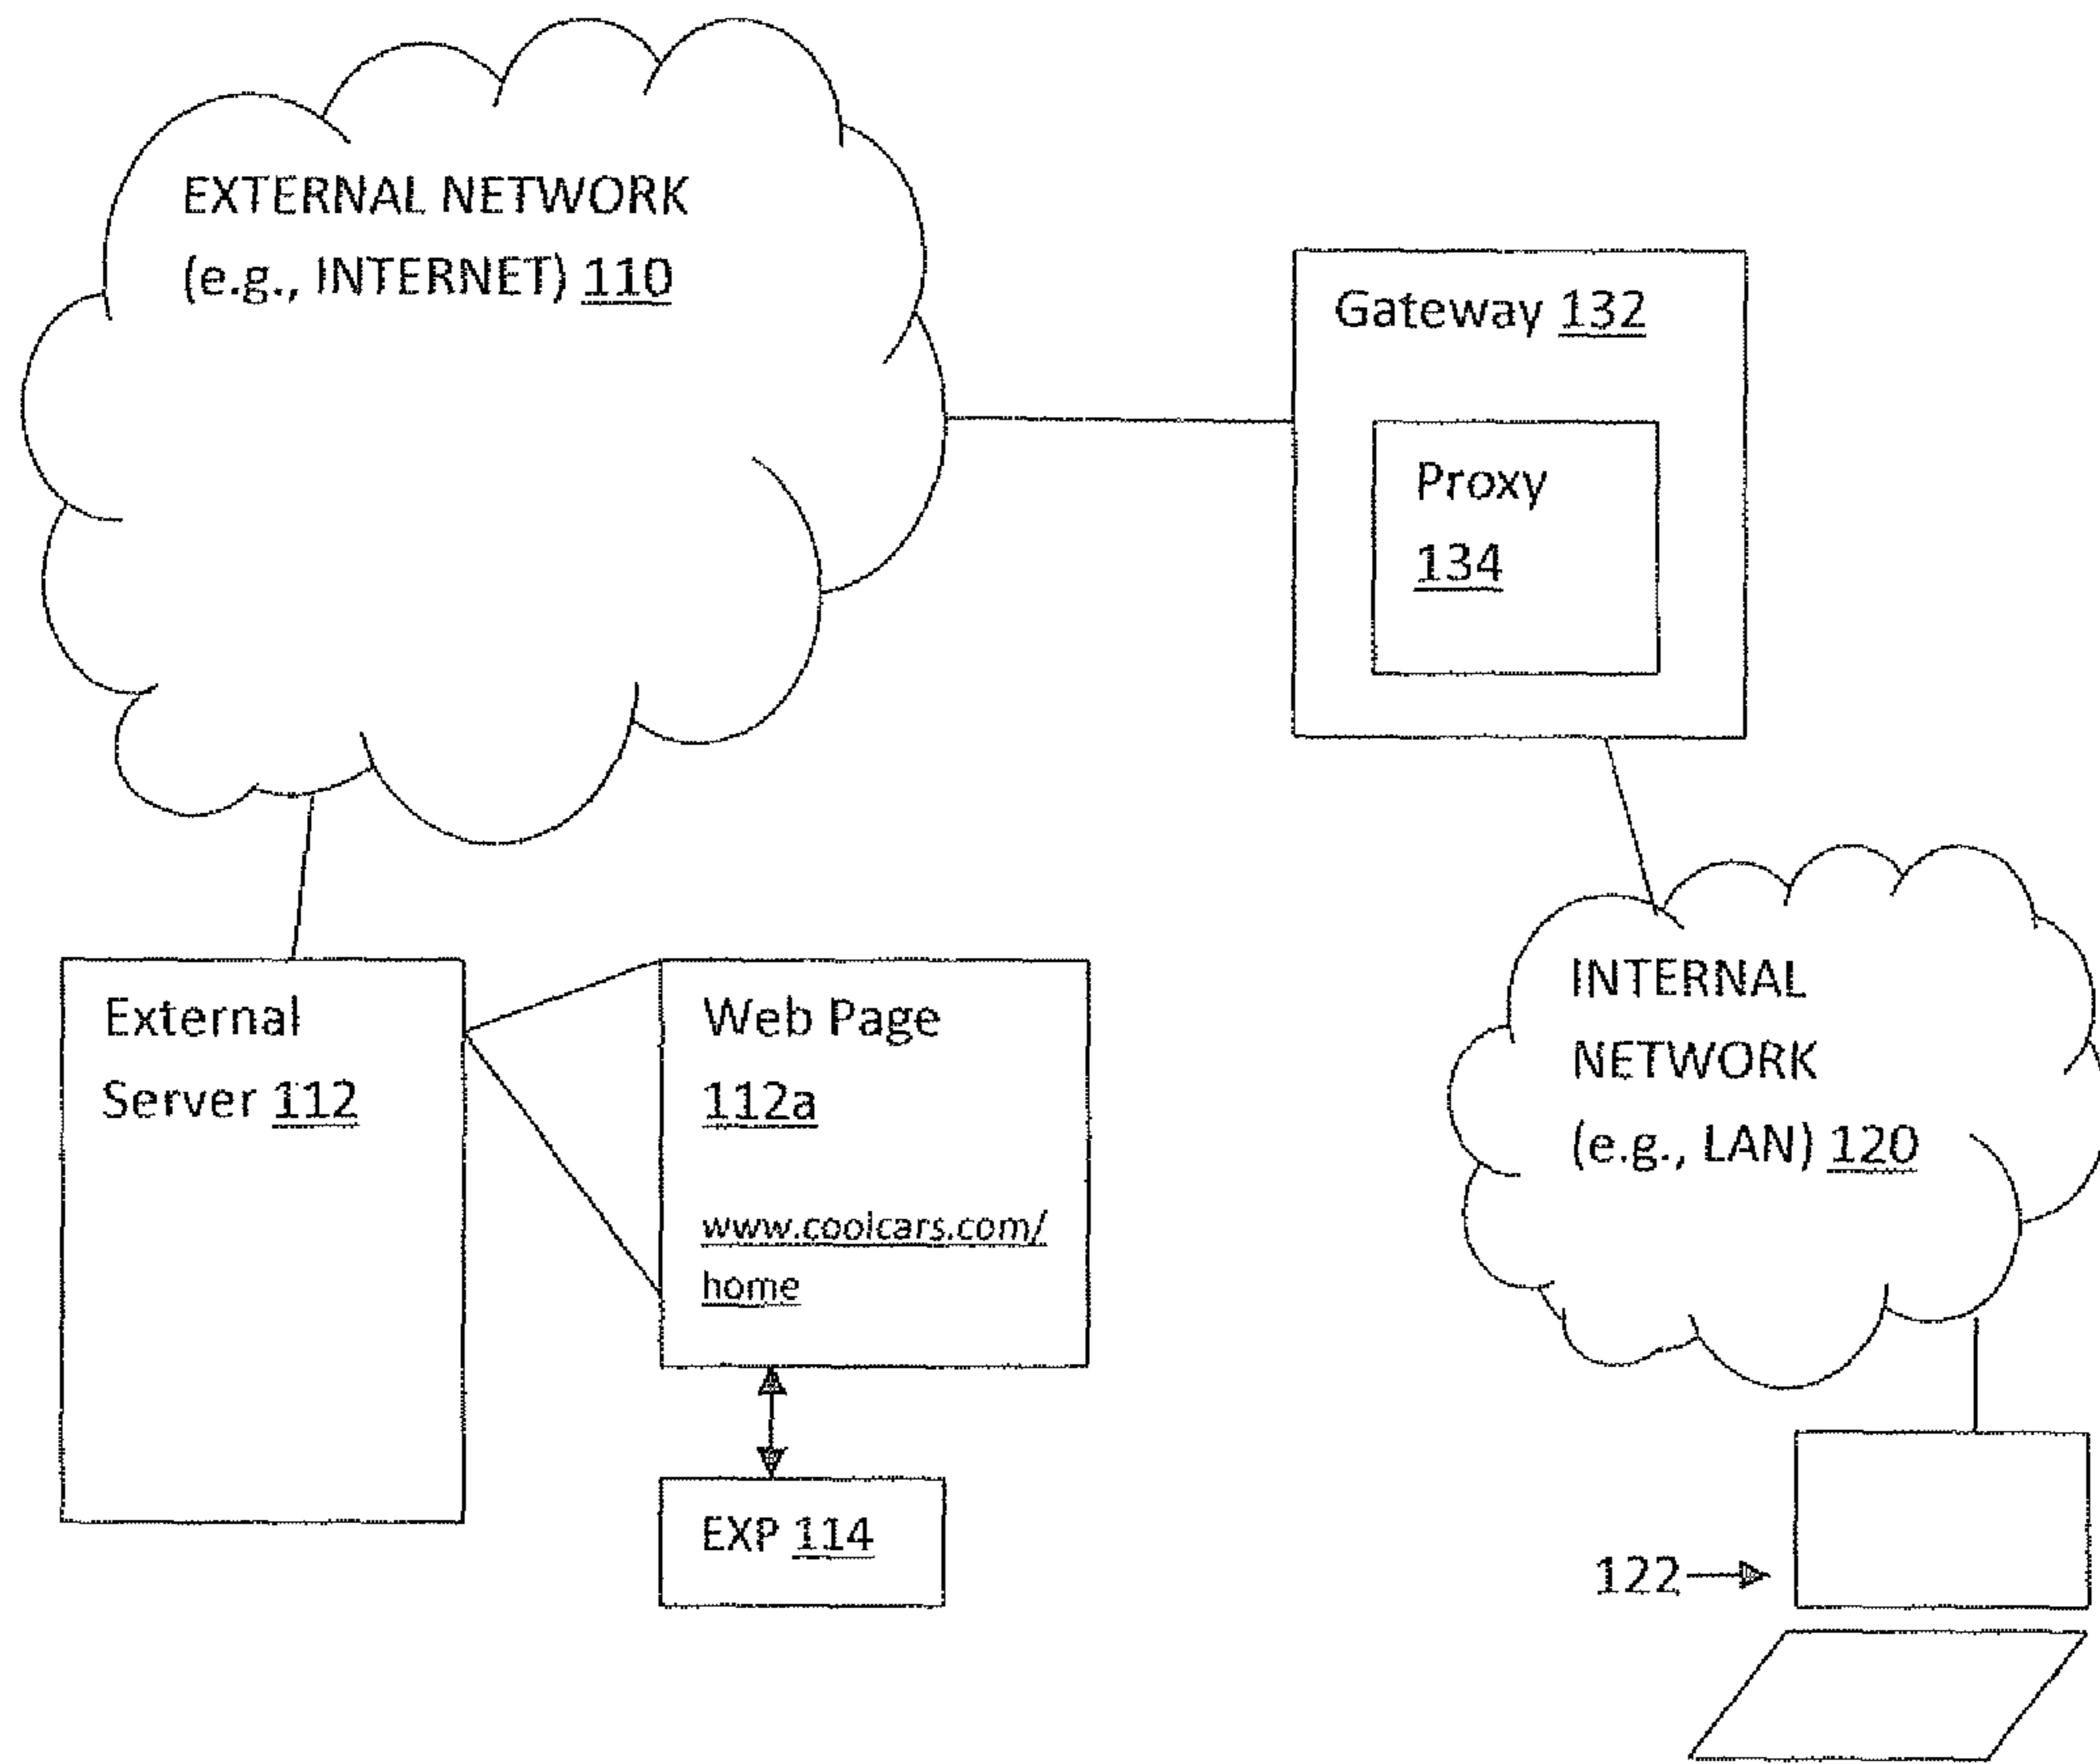 EXTERNAL NETWORK
(e.g., INTERNET) 110
Gateway 132
Proxy
134
External
Server 112
Web Page
112a
www.coolcars.com/
home
EXP 114
INTERNAL
NETWORK
(e.g., LAN) 120
122